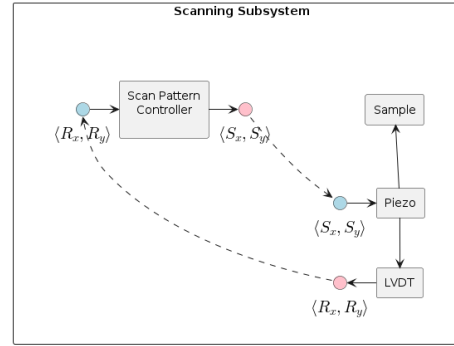 Scanning Subsystem
Scan Pattern
Controller
Sample
⟨R_x, R_y⟩
⟨S_x, S_y⟩
Piezo
⟨S_x, S_y⟩
LVDT
⟨R_x, R_y⟩